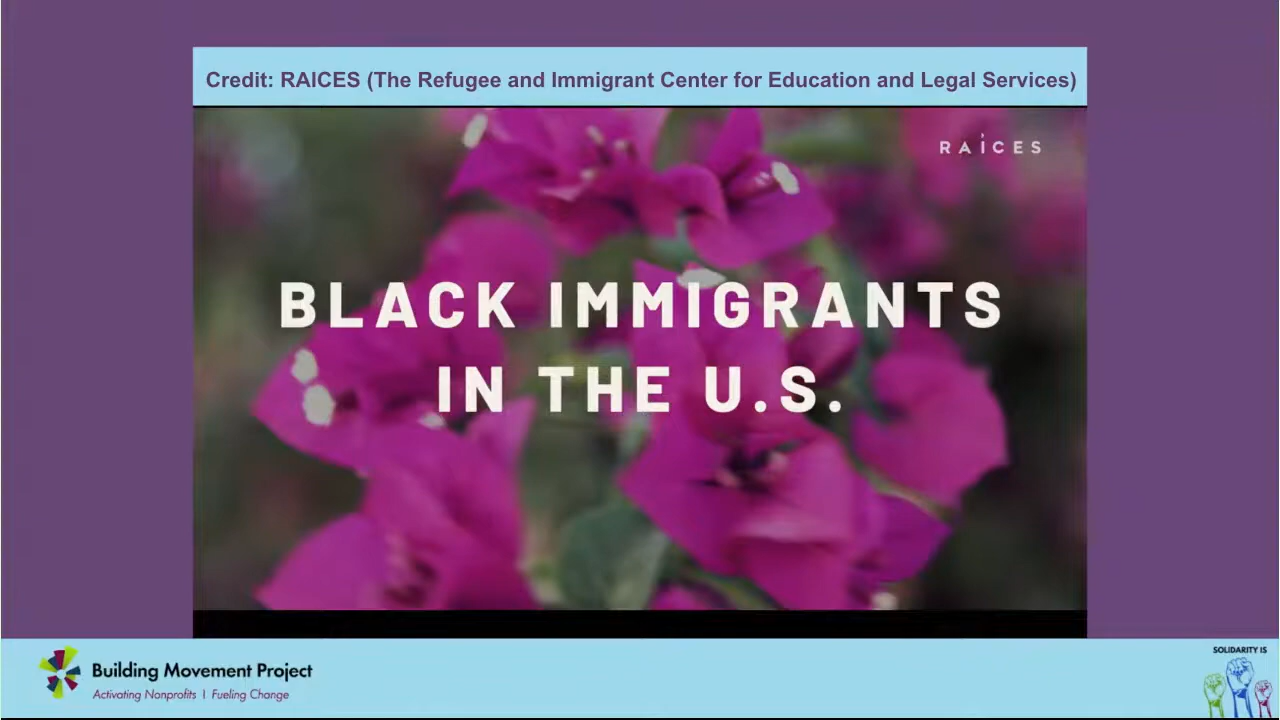 Credit: RAICES (The Refugee and Immigrant Center for Education and Legal Services)
RAÍCES
BLACK IMMIGRANTS
IN THE U.S.
Building Movement Project
Activating Nonprofits | Fueling Change
SOLIDARITY IS